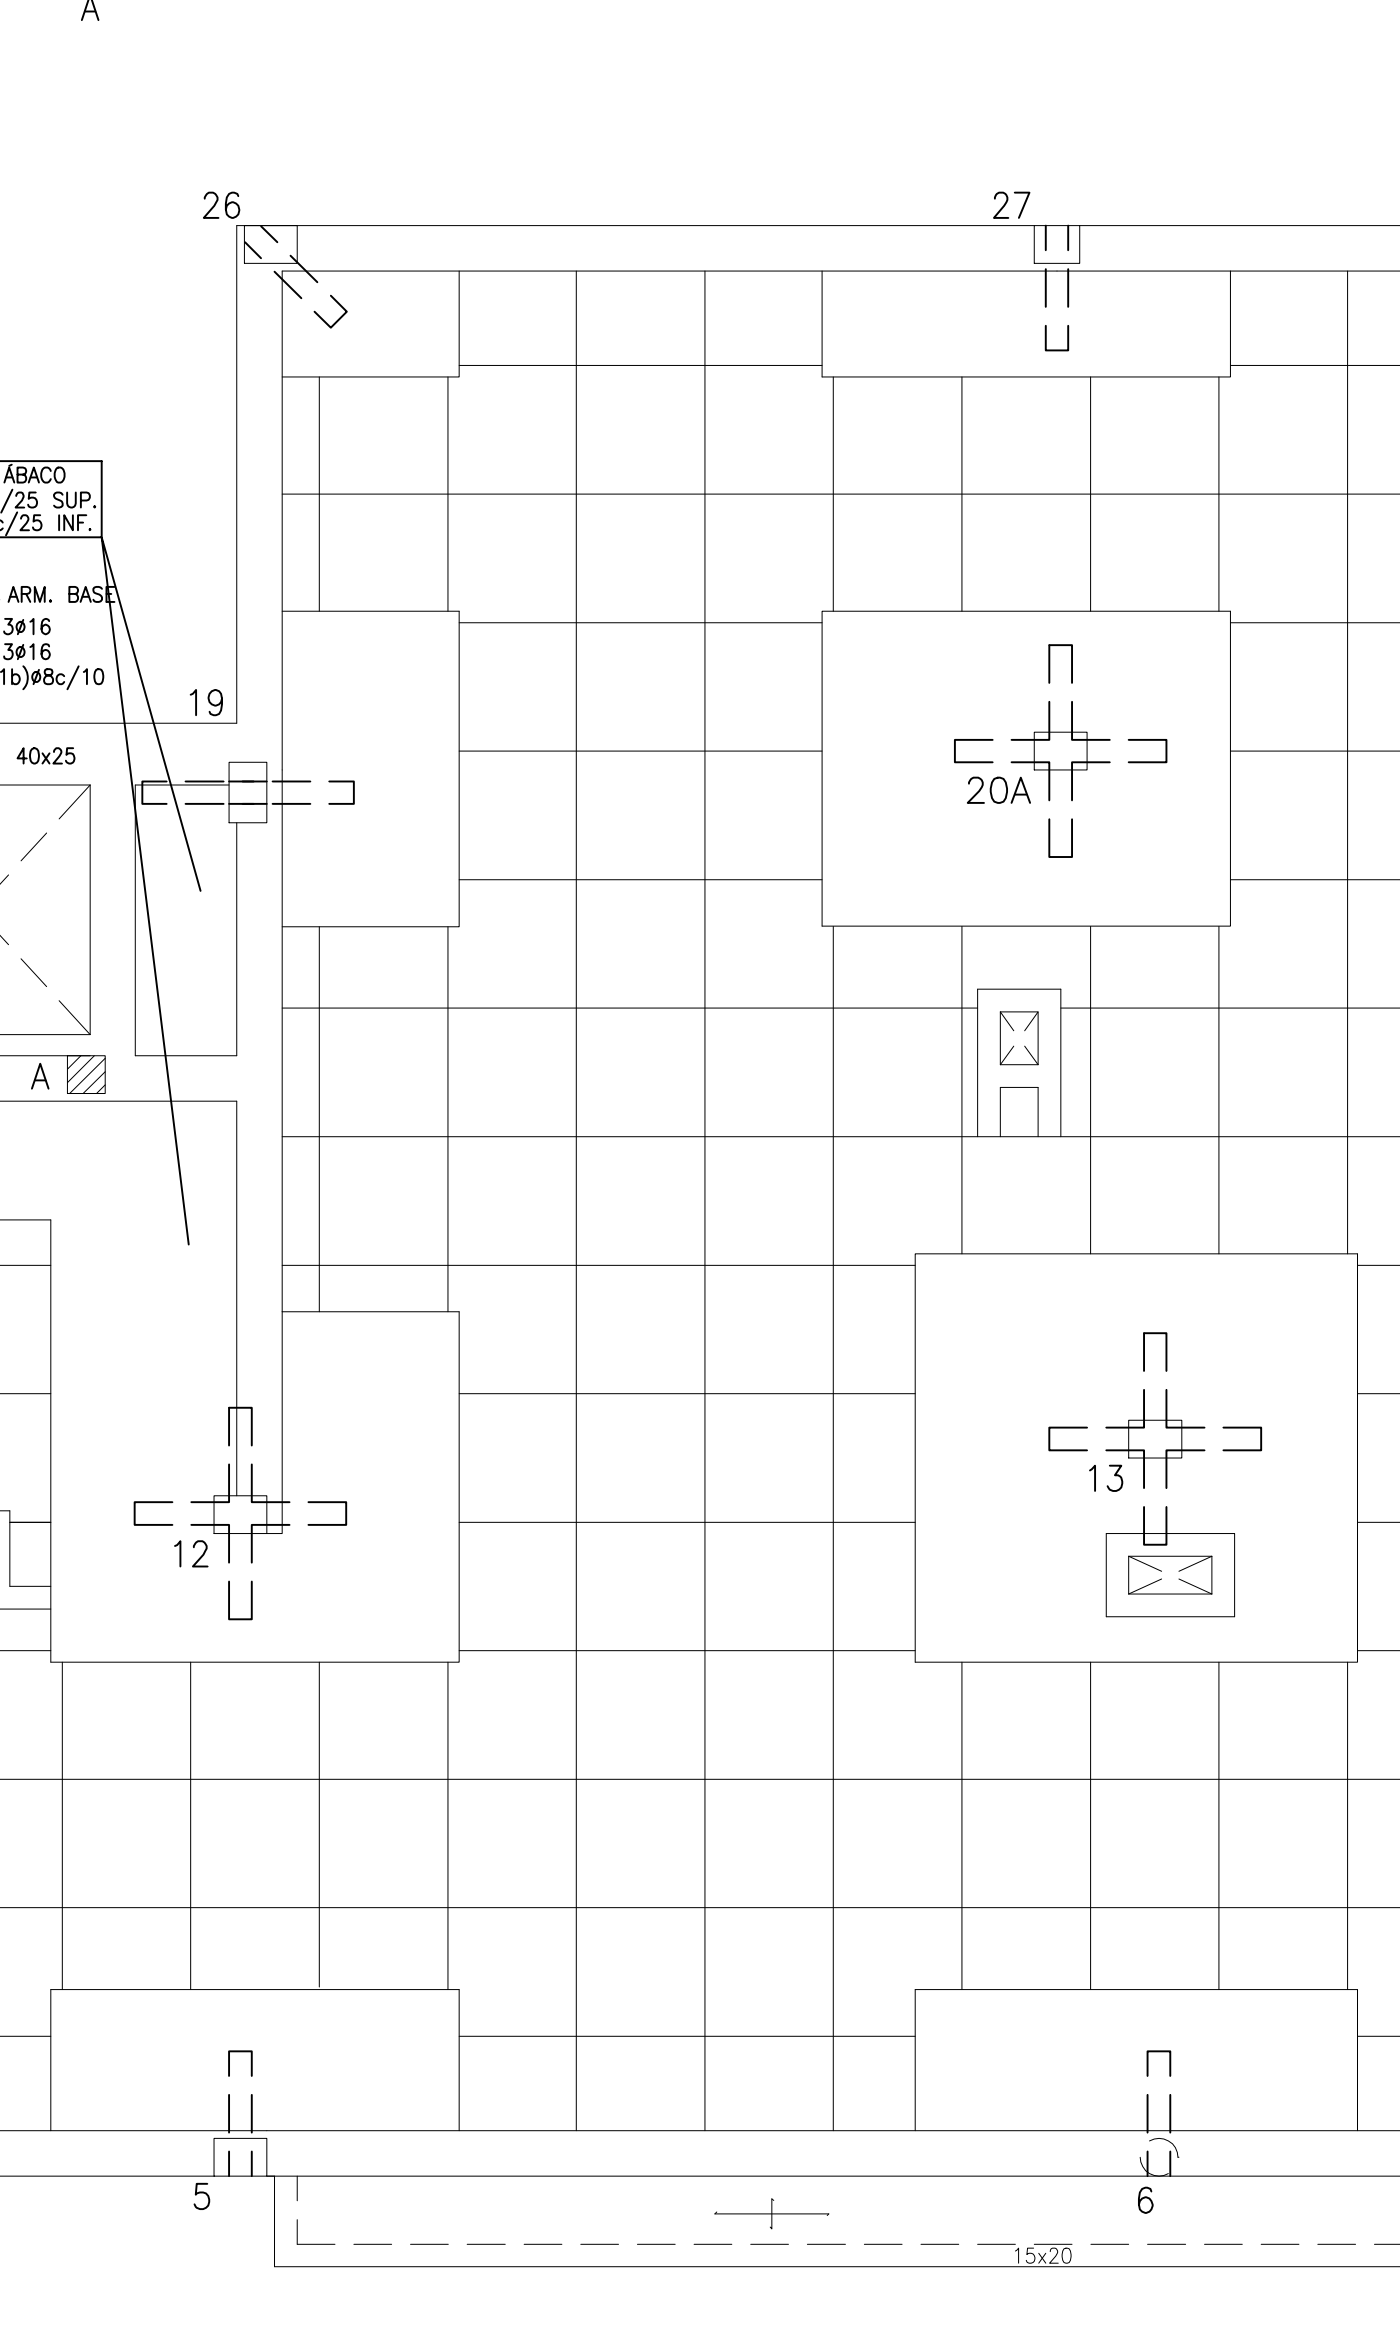 A
26
27
ÁBACO
/25 SUP.
c/25 INF.
ARM. BASE
3ø16
3ø16
1b)ø8c/10
19
40x25
20A
A
13
12
5
6
15x20